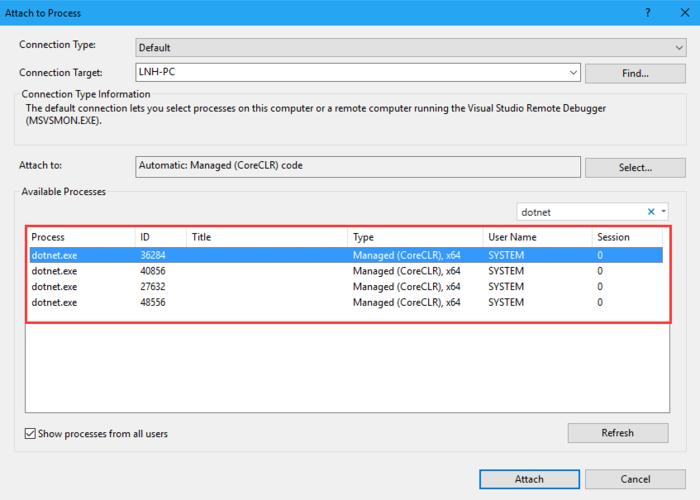 Attach to Process
Connection Type: Default
Connection Target: LNH-PC Find...
Connection Type Information
The default connection lets you select processes on this computer or a remote computer running the Visual Studio Remote Debugger
(MSVSMON.EXE).
Attach to: Automatic: Managed (CoreCLR) code Select...
Available Processes
dotnet
Process ID Title Type User Name Session
dotnet.exe 36284 Managed (CoreCLR), x64 SYSTEM 0
dotnet.exe 40856 Managed (CoreCLR), x64 SYSTEM 0
dotnet.exe 27632 Managed (CoreCLR), x64 SYSTEM 0
dotnet.exe 48556 Managed (CoreCLR), x64 SYSTEM 0
Show processes from all users Refresh
Attach Cancel